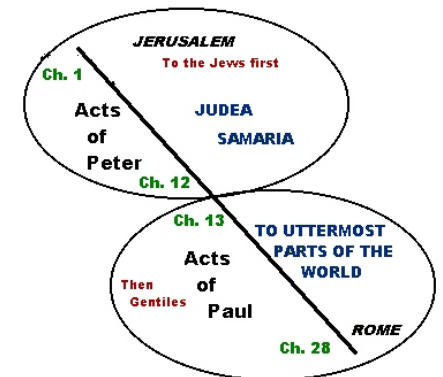 JERUSALEM
To the Jews first
Ch. 1
Acts
of
Peter
JUDEA
SAMARIA
Ch. 12
Ch. 13
TO UTTERMOST
PARTS OF THE
WORLD
Acts
of
Paul
Then
Gentiles
ROME
Ch. 28